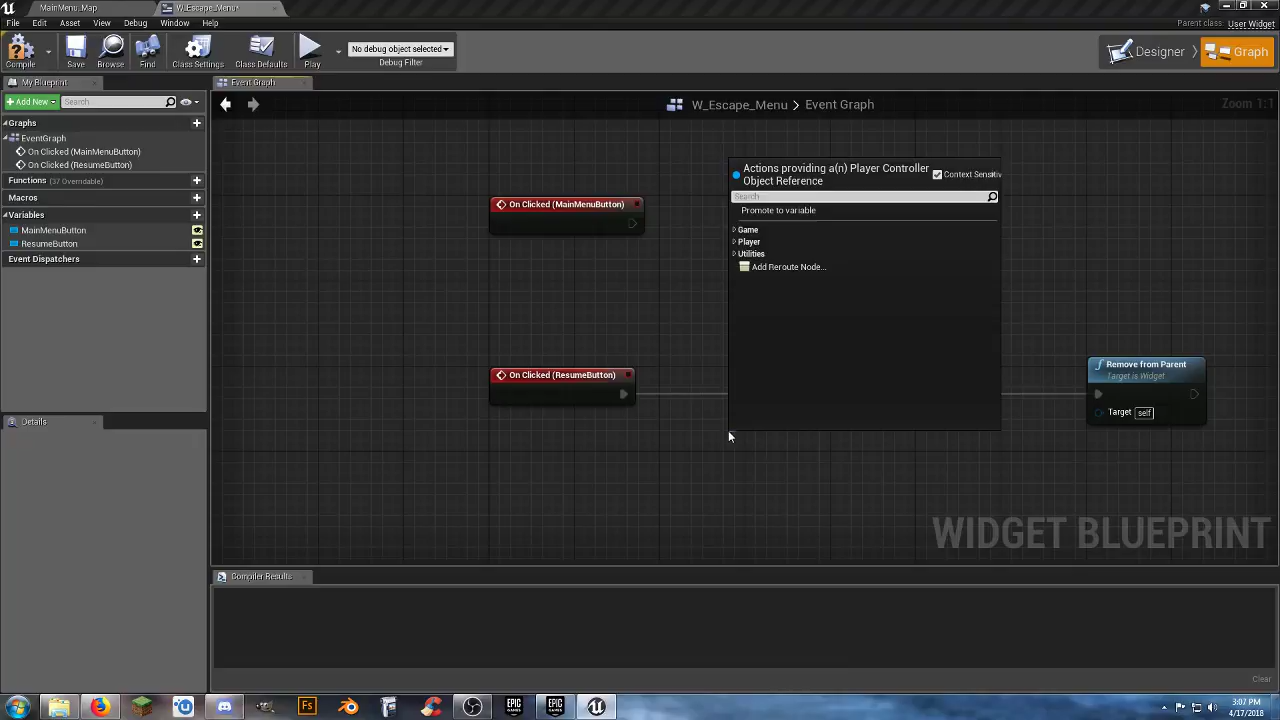 MainMenu_Map
W_Escape_Menu*
File
Edit
Asset
View
Debug
Window
Help
Parent class:
User Widget
Compile
Save
Browse
Find
Class Settings
Class Defaults
Play
No debug object selected
Debug Filter
Designer
Graph
My Blueprint
Event Graph
+ Add New
Search
W_Escape_Menu > Event Graph
Zoom 1:1
Graphs
EventGraph
On Clicked (MainMenuButton)
On Clicked (ResumeButton)
Functions (37 Overridable)
Macros
Variables
MainMenuButton
ResumeButton
Event Dispatchers
Details
On Clicked (MainMenuButton)
On Clicked (ResumeButton)
Actions providing a(n) Player Controller
Object Reference
Context Sensitiv
Search
Promote to variable
Game
Player
Utilities
Add Reroute Node...
Remove from Parent
Target is Widget
Target self
WIDGET BLUEPRINT
Compiler Results
Clear
Fs
EPIC
GAMES
EPIC
GAMES
3:07 PM
4/17/2018